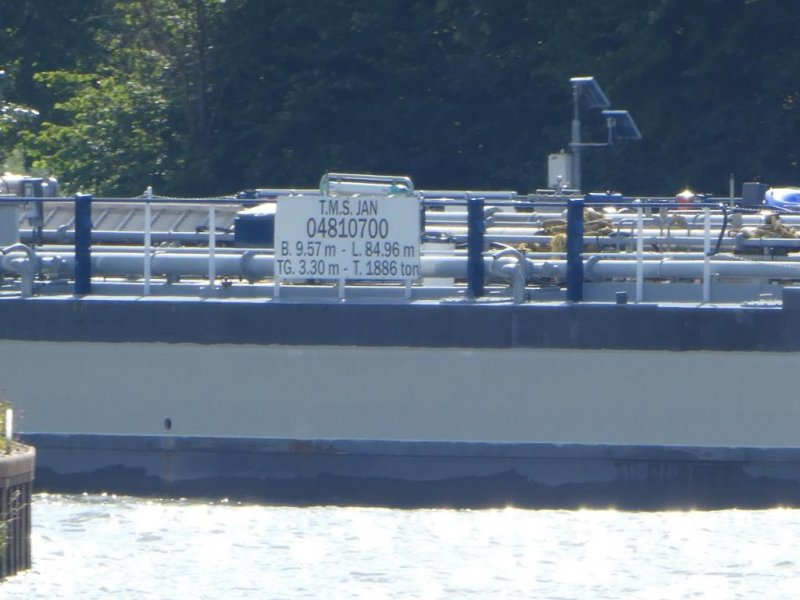 T.M.S. JAN
04810700
B. 9.57 m - L. 84.96 m
TG. 3.30 m - T. 1886 ton